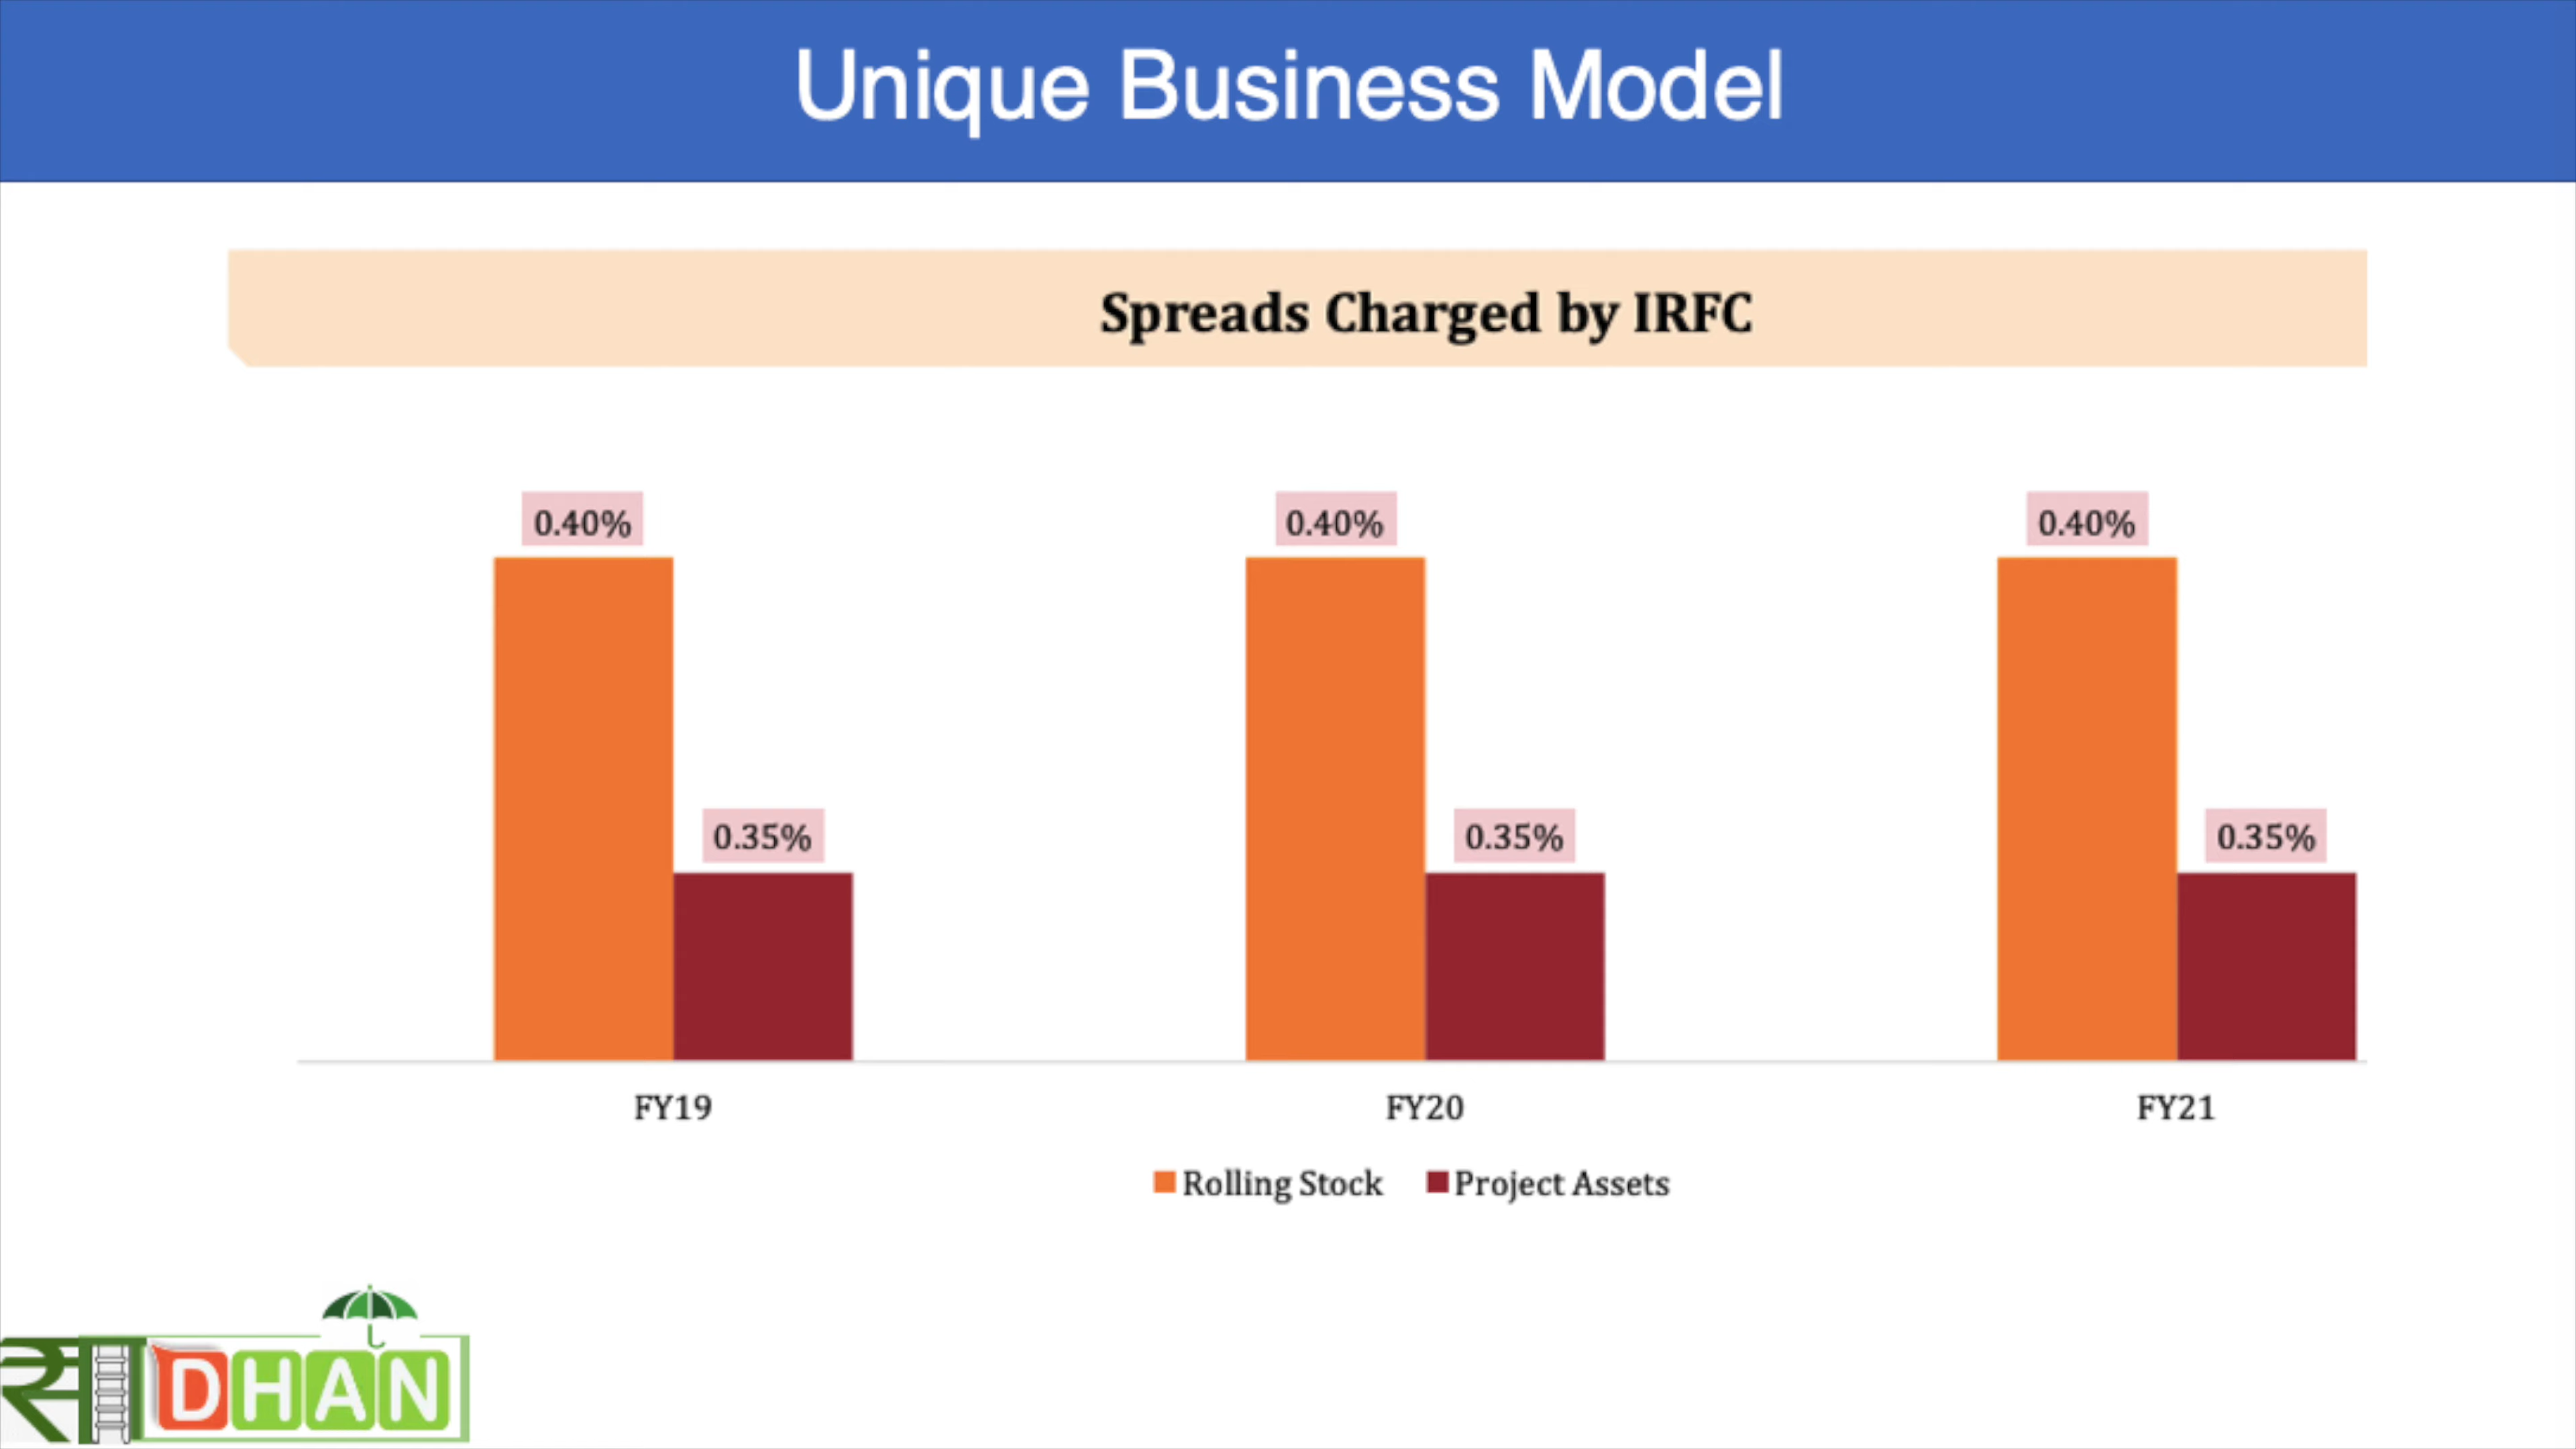 Unique Business Model
Spreads Charged by IRFC
0.40% 0.40% 0.40%
0.35% 0.35% 0.35%
FY19 FY20 FY21
Rolling Stock Project Assets
साDHAN